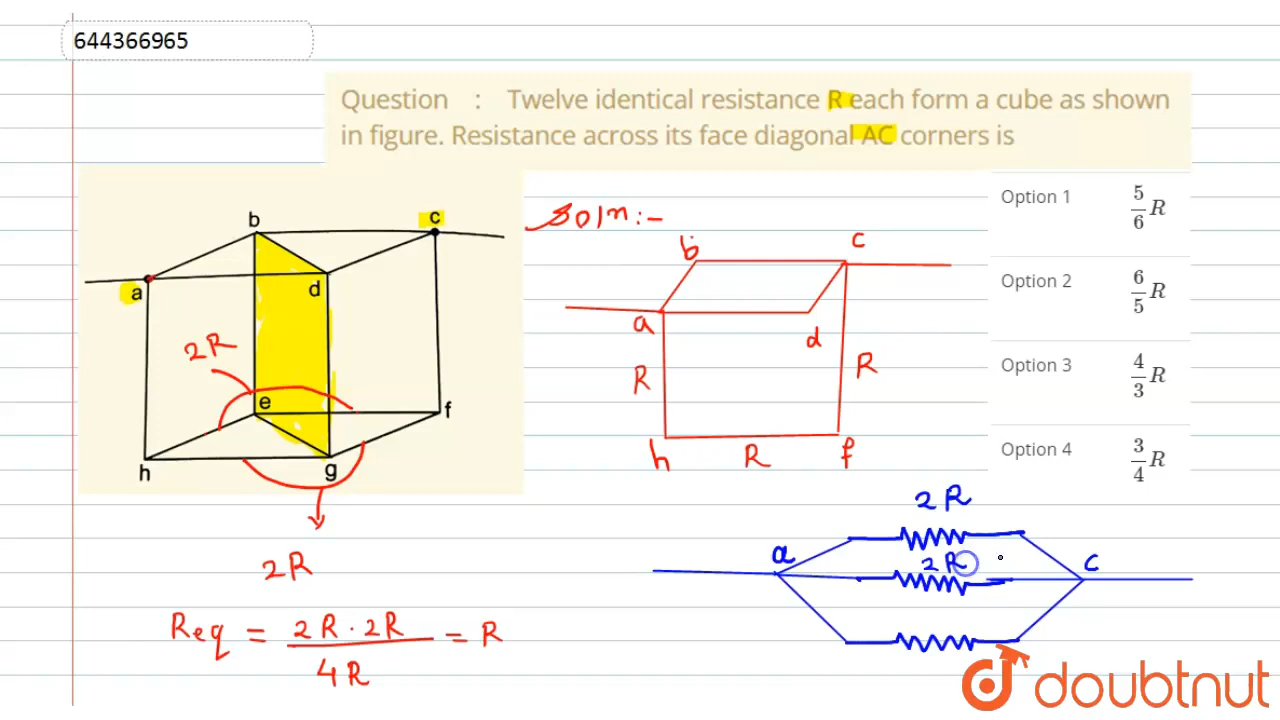 644366965
Question : Twelve identical resistance R each form a cube as shown
in figure. Resistance across its face diagonal AC corners is
b
c
a
d
2R
e
f
h
g
2R
Req = 2R · 2R / 4R = R
Soln :-
b
c
a
d
R
R
h
R
f
Option 1 5/6 R
Option 2 6/5 R
Option 3 4/3 R
Option 4 3/4 R
2R
a
2R
c
doubtnut